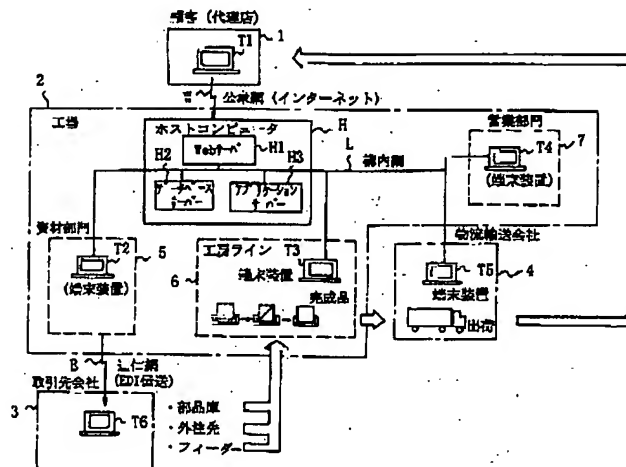 顧客 (代理店)
T1
1
公衆網 (インターネット)
2
工場
ホストコンピュータ
H
Webサーバ
H1
H2
H3
データベース
サーバー
アプリケーション
サーバー
L
構内網
営業部門
T4
7
(端末装置)
資材部門
T2
5
(端末装置)
工場ライン
T3
6
端末装置
完成品
物流輸送会社
T5
4
端末装置
出荷
B
通信網
(EDI伝送)
取引先会社
3
T6
・部品庫
・外注先
・フィーダー